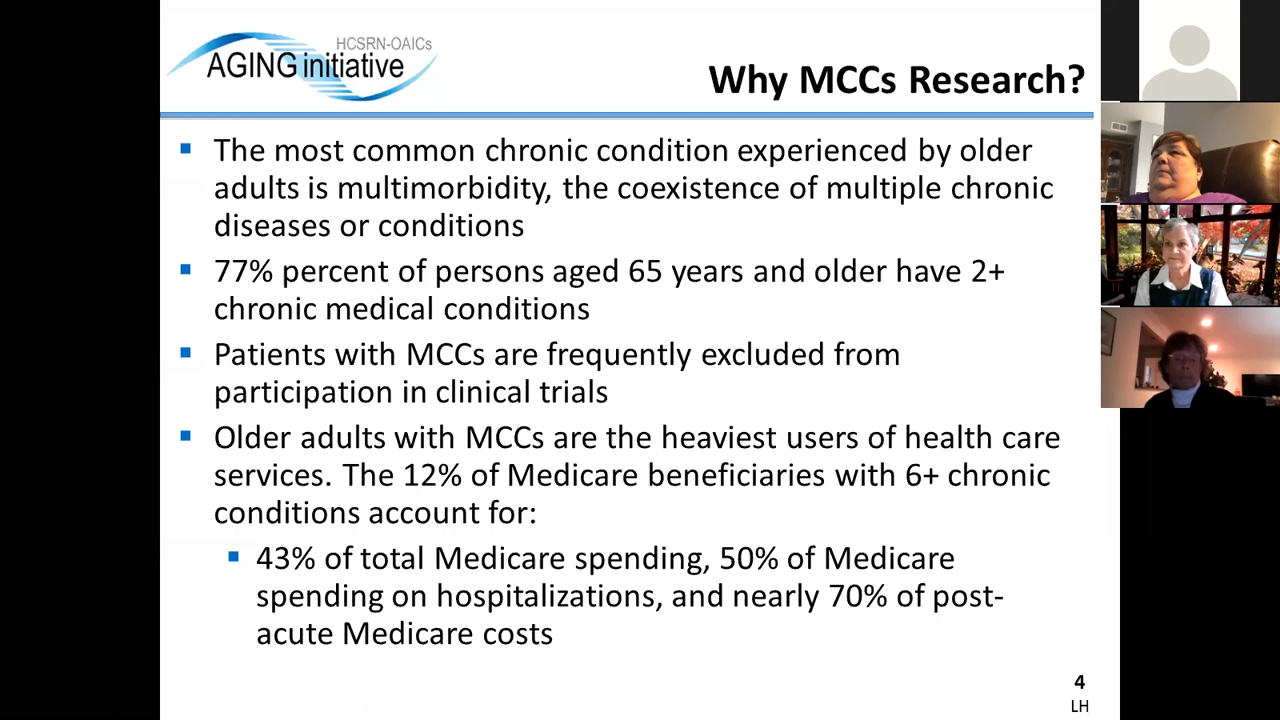 HCSRN-OAICs
AGING initiative
Why MCCs Research?
▪ The most common chronic condition experienced by older
adults is multimorbidity, the coexistence of multiple chronic
diseases or conditions
▪ 77% percent of persons aged 65 years and older have 2+
chronic medical conditions
▪ Patients with MCCs are frequently excluded from
participation in clinical trials
▪ Older adults with MCCs are the heaviest users of health care
services. The 12% of Medicare beneficiaries with 6+ chronic
conditions account for:
▪ 43% of total Medicare spending, 50% of Medicare
spending on hospitalizations, and nearly 70% of post-
acute Medicare costs
4
LH